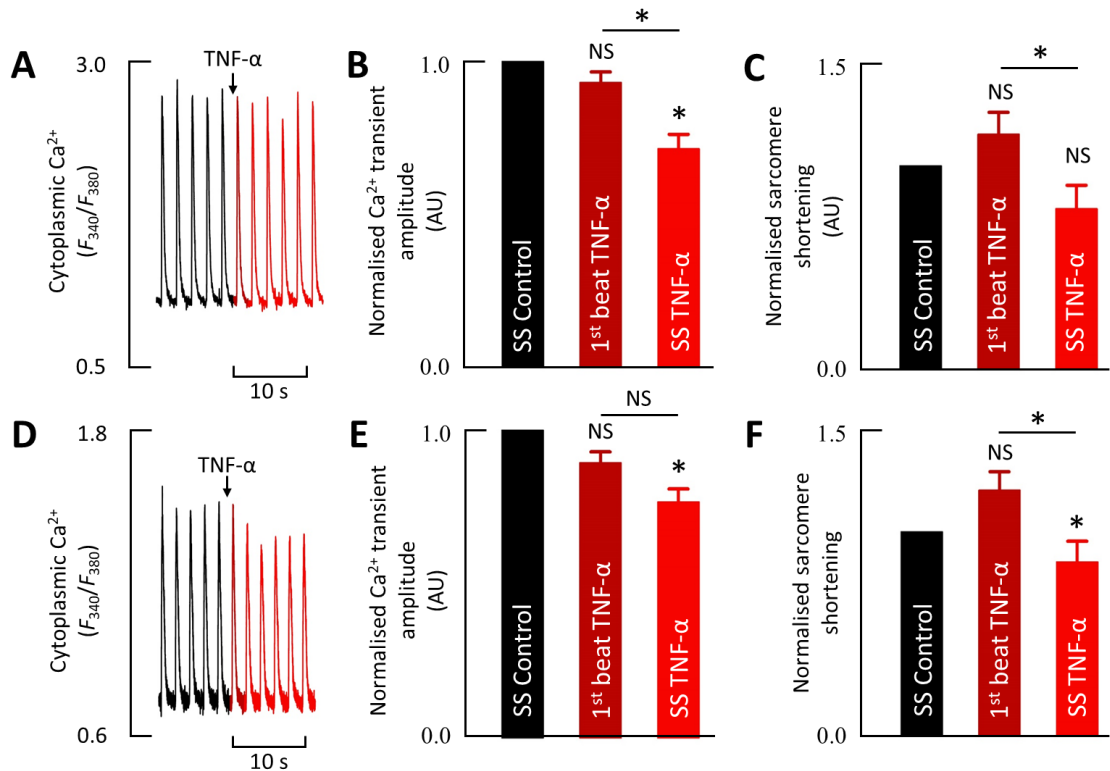 A
3.0
TNF-α
Cytoplasmic Ca²⁺
(F₃₄₀/F₃₈₀)
0.5
10 s
B
*
1.0
NS
*
Normalised Ca²⁺ transient
amplitude
(AU)
SS Control
1ˢᵗ beat TNF-α
SS TNF-α
0.0
C
*
1.5
NS
NS
Normalised sarcomere
shortening
(AU)
SS Control
1ˢᵗ beat TNF-α
SS TNF-α
0.0
D
1.8
TNF-α
Cytoplasmic Ca²⁺
(F₃₄₀/F₃₈₀)
0.6
10 s
E
NS
1.0
NS
*
Normalised Ca²⁺ transient
amplitude
(AU)
SS Control
1ˢᵗ beat TNF-α
SS TNF-α
0.0
F
*
1.5
NS
*
Normalised sarcomere
shortening
SS Control
1ˢᵗ beat TNF-α
SS TNF-α
0.0